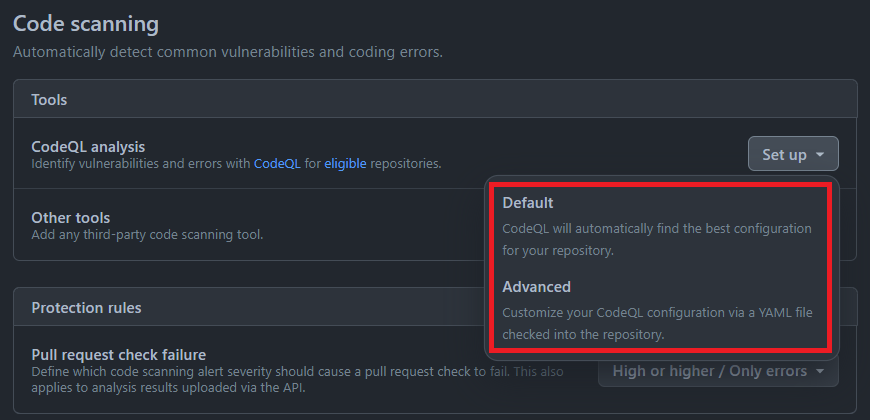 Code scanning
Automatically detect common vulnerabilities and coding errors.
Tools
CodeQL analysis
Identify vulnerabilities and errors with CodeQL for eligible repositories.
Set up
Other tools
Add any third-party code scanning tool.
Default
CodeQL will automatically find the best configuration
for your repository.
Advanced
Customize your CodeQL configuration via a YAML file
checked into the repository.
Protection rules
Pull request check failure
Define which code scanning alert severity should cause a pull request check to fail. This also
applies to analysis results uploaded via the API.
High or higher / Only errors